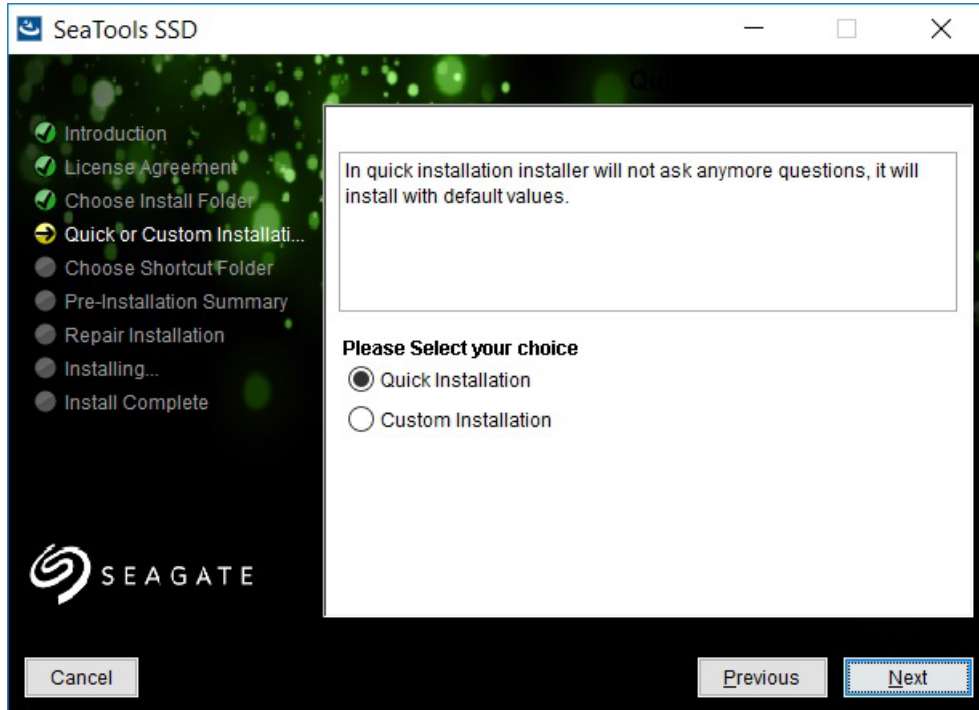 SeaTools SSD
Introduction
License Agreement
Choose Install Folder
Quick or Custom Installati...
Choose Shortcut Folder
Pre-Installation Summary
Repair Installation
Installing...
Install Complete
In quick installation installer will not ask anymore questions, it will
install with default values.
Please Select your choice
Quick Installation
Custom Installation
SEAGATE
Cancel
Previous
Next